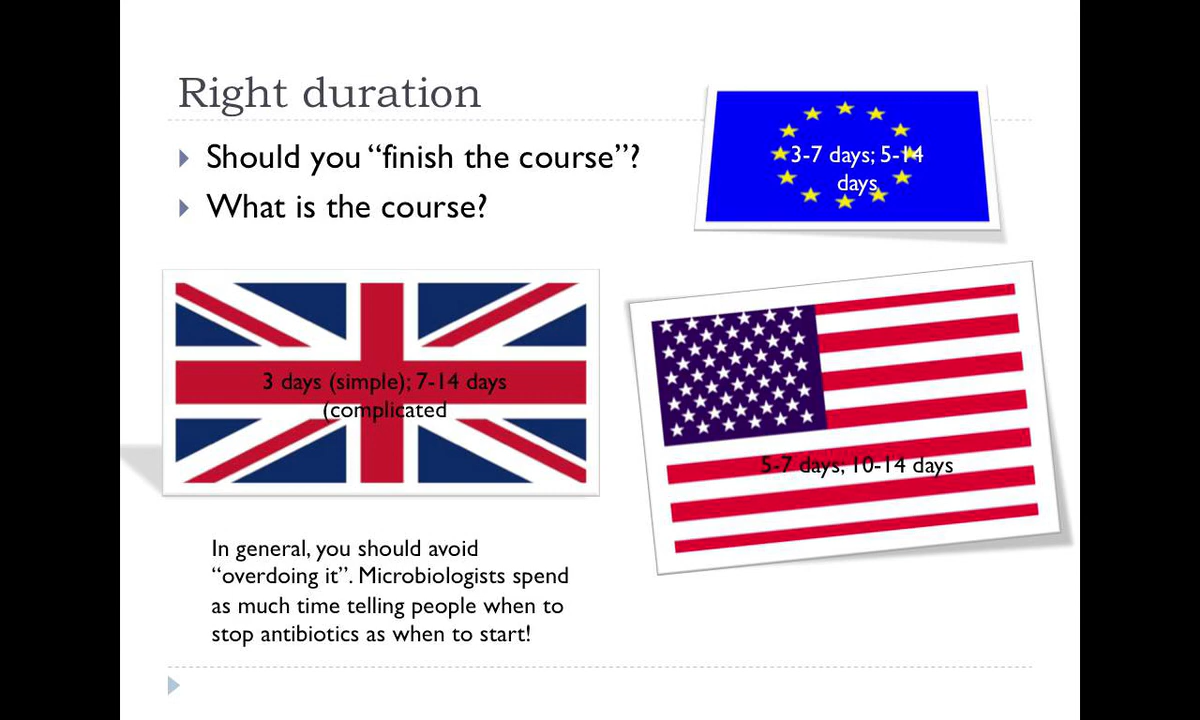 Right duration
Should you “finish the course”?
What is the course?
3-7 days; 5-14
days
3 days (simple); 7-14 days
(complicated
5-7 days; 10-14 days
In general, you should avoid
“overdoing it”. Microbiologists spend
as much time telling people when to
stop antibiotics as when to start!